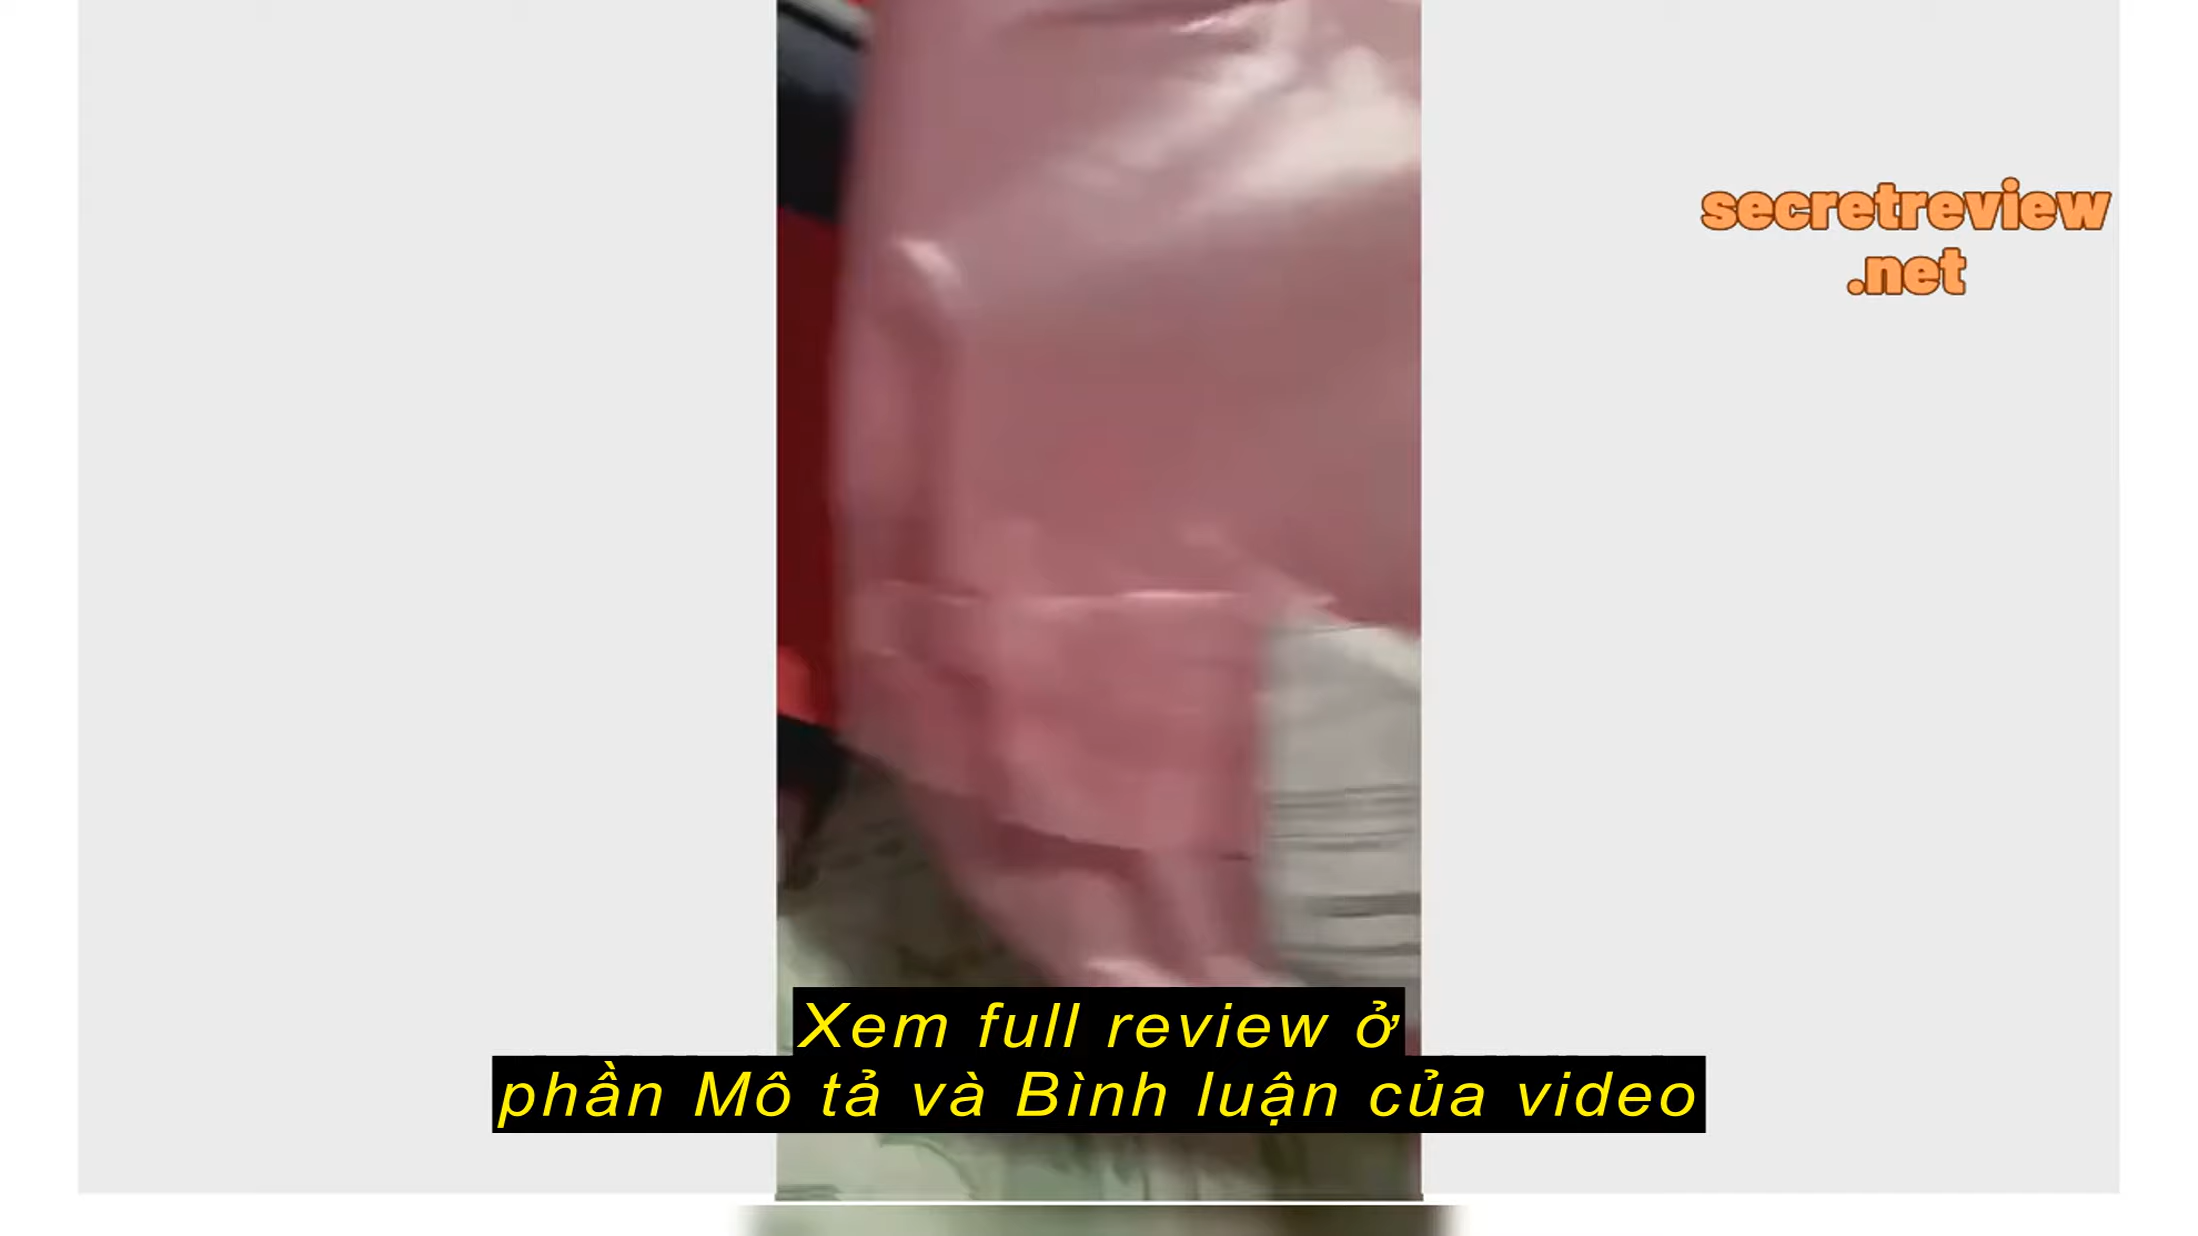 secretreview
.net
Xem full review ở
phần Mô tả và Bình luận của video